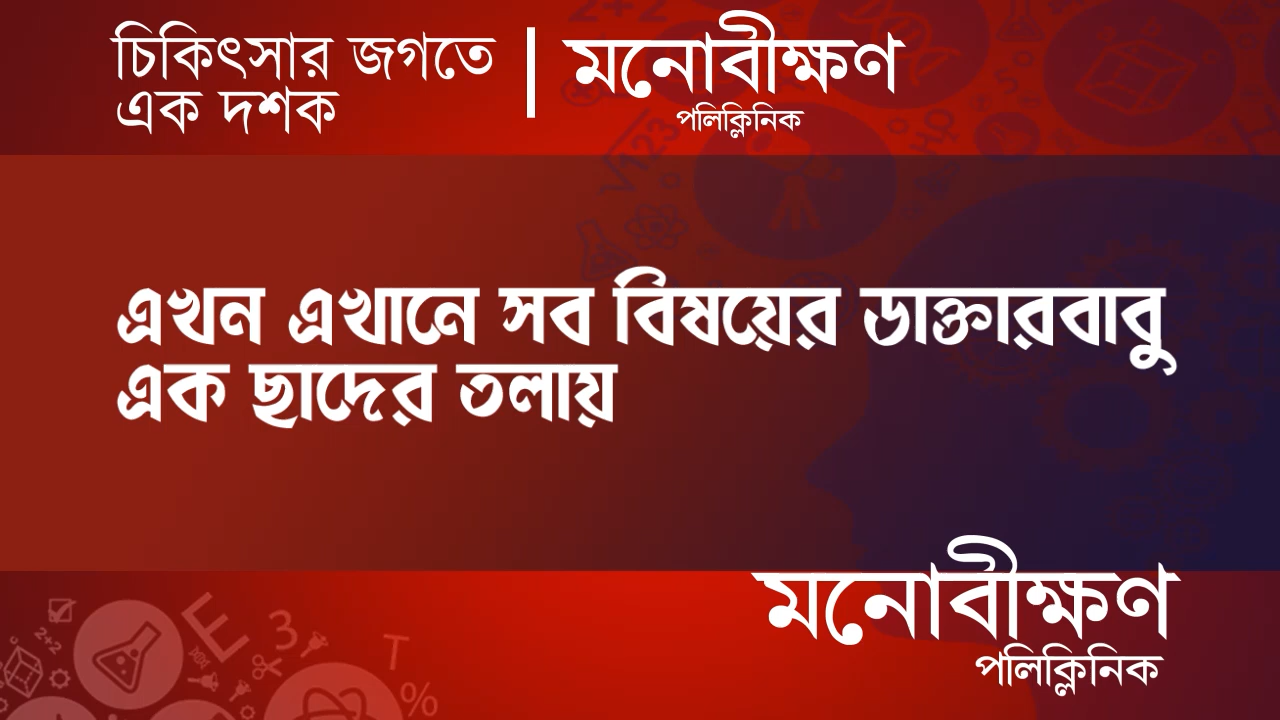 চিকিৎসার জগতে
এক দশক
মনোবীক্ষণ
পলিক্লিনিক
এখন এখানে সব বিষয়ের ডাক্তারবাবু
এক ছাদের তলায়
মনোবীক্ষণ
পলিক্লিনিক